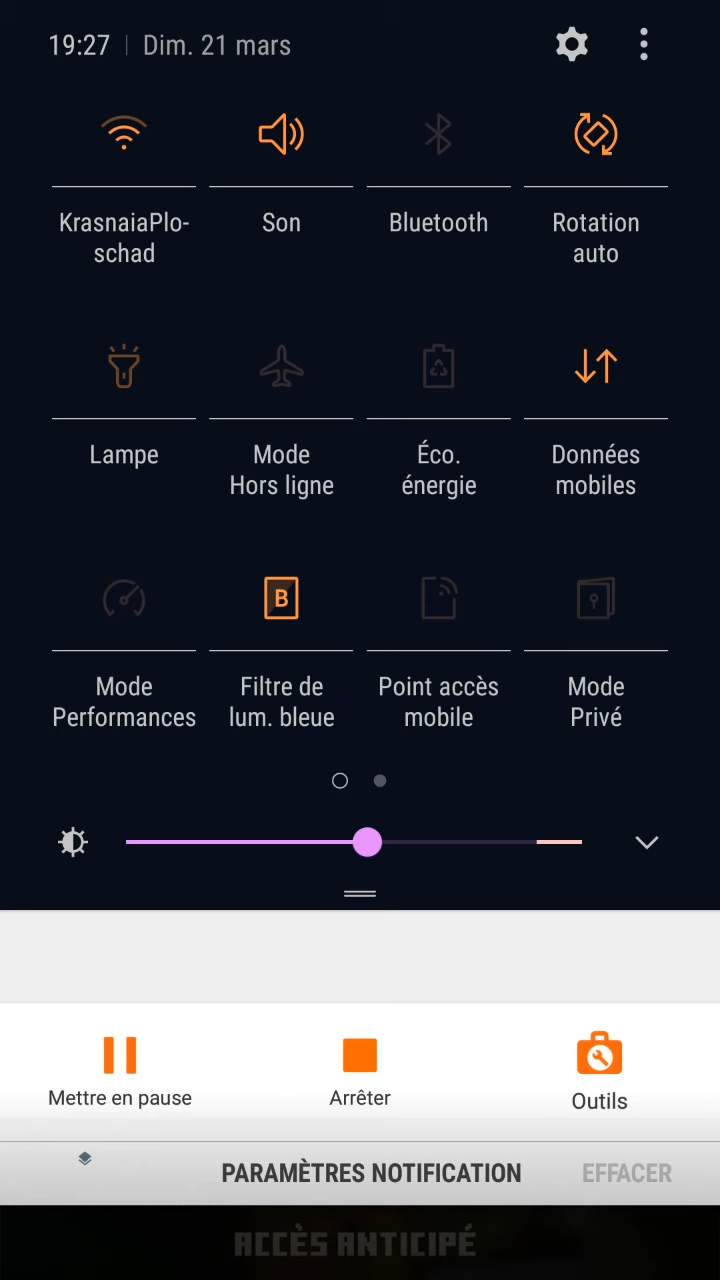 19:27 | Dim. 21 mars
KrasnaiaPlo-
schad
Son
Bluetooth
Rotation
auto
Lampe
Mode
Hors ligne
Éco.
énergie
Données
mobiles
Mode
Performances
B
Filtre de
lum. bleue
Point accès
mobile
Mode
Privé
Mettre en pause
Arrêter
Outils
PARAMÈTRES NOTIFICATION
EFFACER
ACCÈS ANTICIPÉ